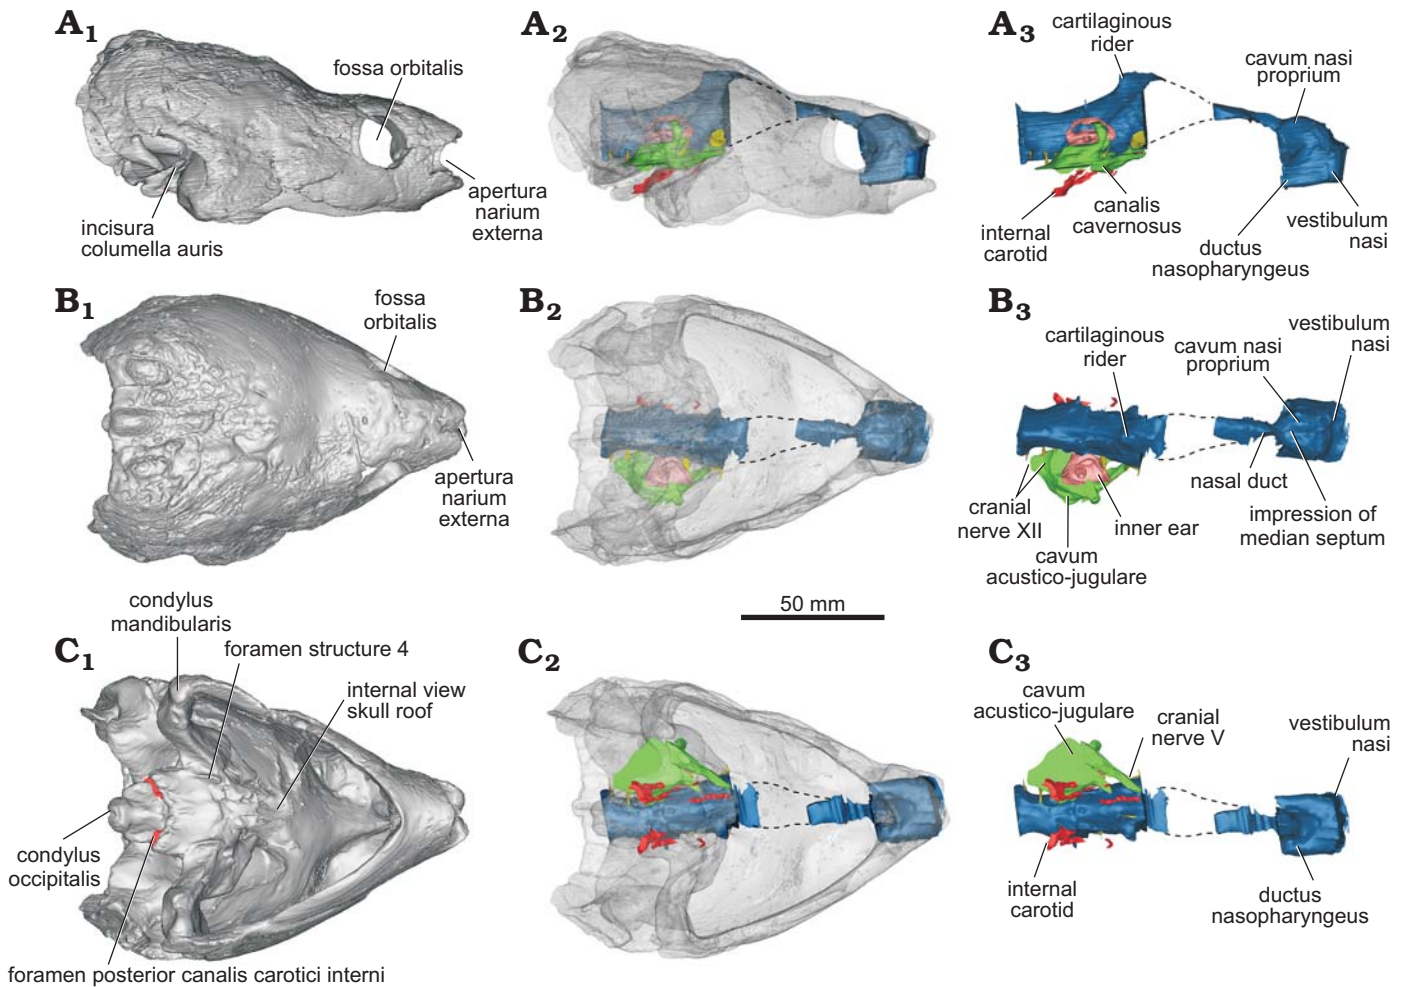 A1
fossa orbitalis
apertura
narium
externa
incisura
columella auris
A2
A3
cartilaginous
rider
cavum nasi
proprium
internal
carotid
canalis
cavernosus
ductus
nasopharyngeus
vestibulum
nasi
B1
fossa
orbitalis
apertura
narium
externa
B2
B3
cartilaginous
rider
cavum nasi
proprium
vestibulum
nasi
cranial
nerve XII
cavum
acustico-jugulare
inner ear
nasal duct
impression of
median septum
50 mm
C1
condylus
mandibularis
foramen structure 4
internal view
skull roof
condylus
occipitalis
foramen posterior canalis carotici interni
C2
C3
cavum
acustico-jugulare
cranial
nerve V
vestibulum
nasi
internal
carotid
ductus
nasopharyngeus